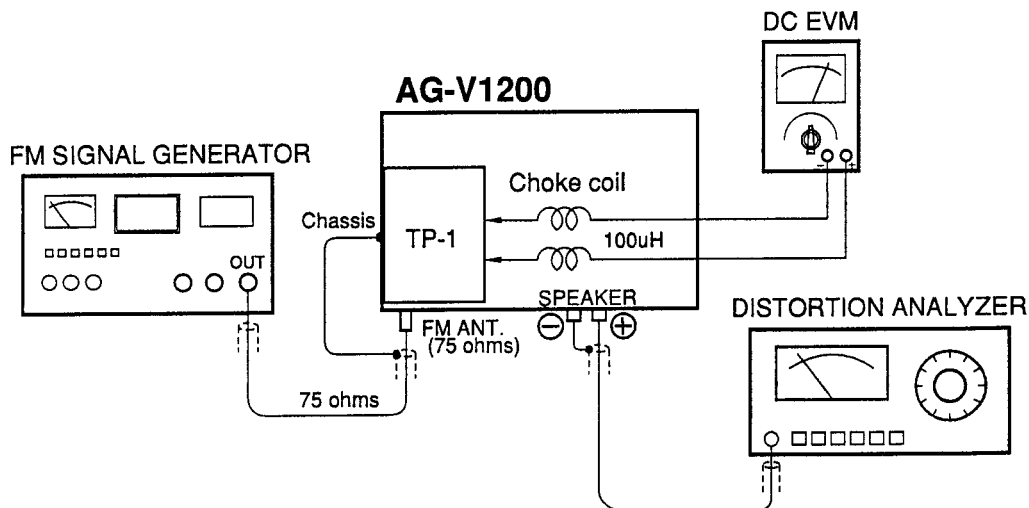 DC EVM
AG-V1200
FM SIGNAL GENERATOR
Choke coil
− +
Chassis
TP-1
100uH
OUT
SPEAKER
⊖ ⊕
FM ANT.
(75 ohms)
DISTORTION ANALYZER
75 ohms